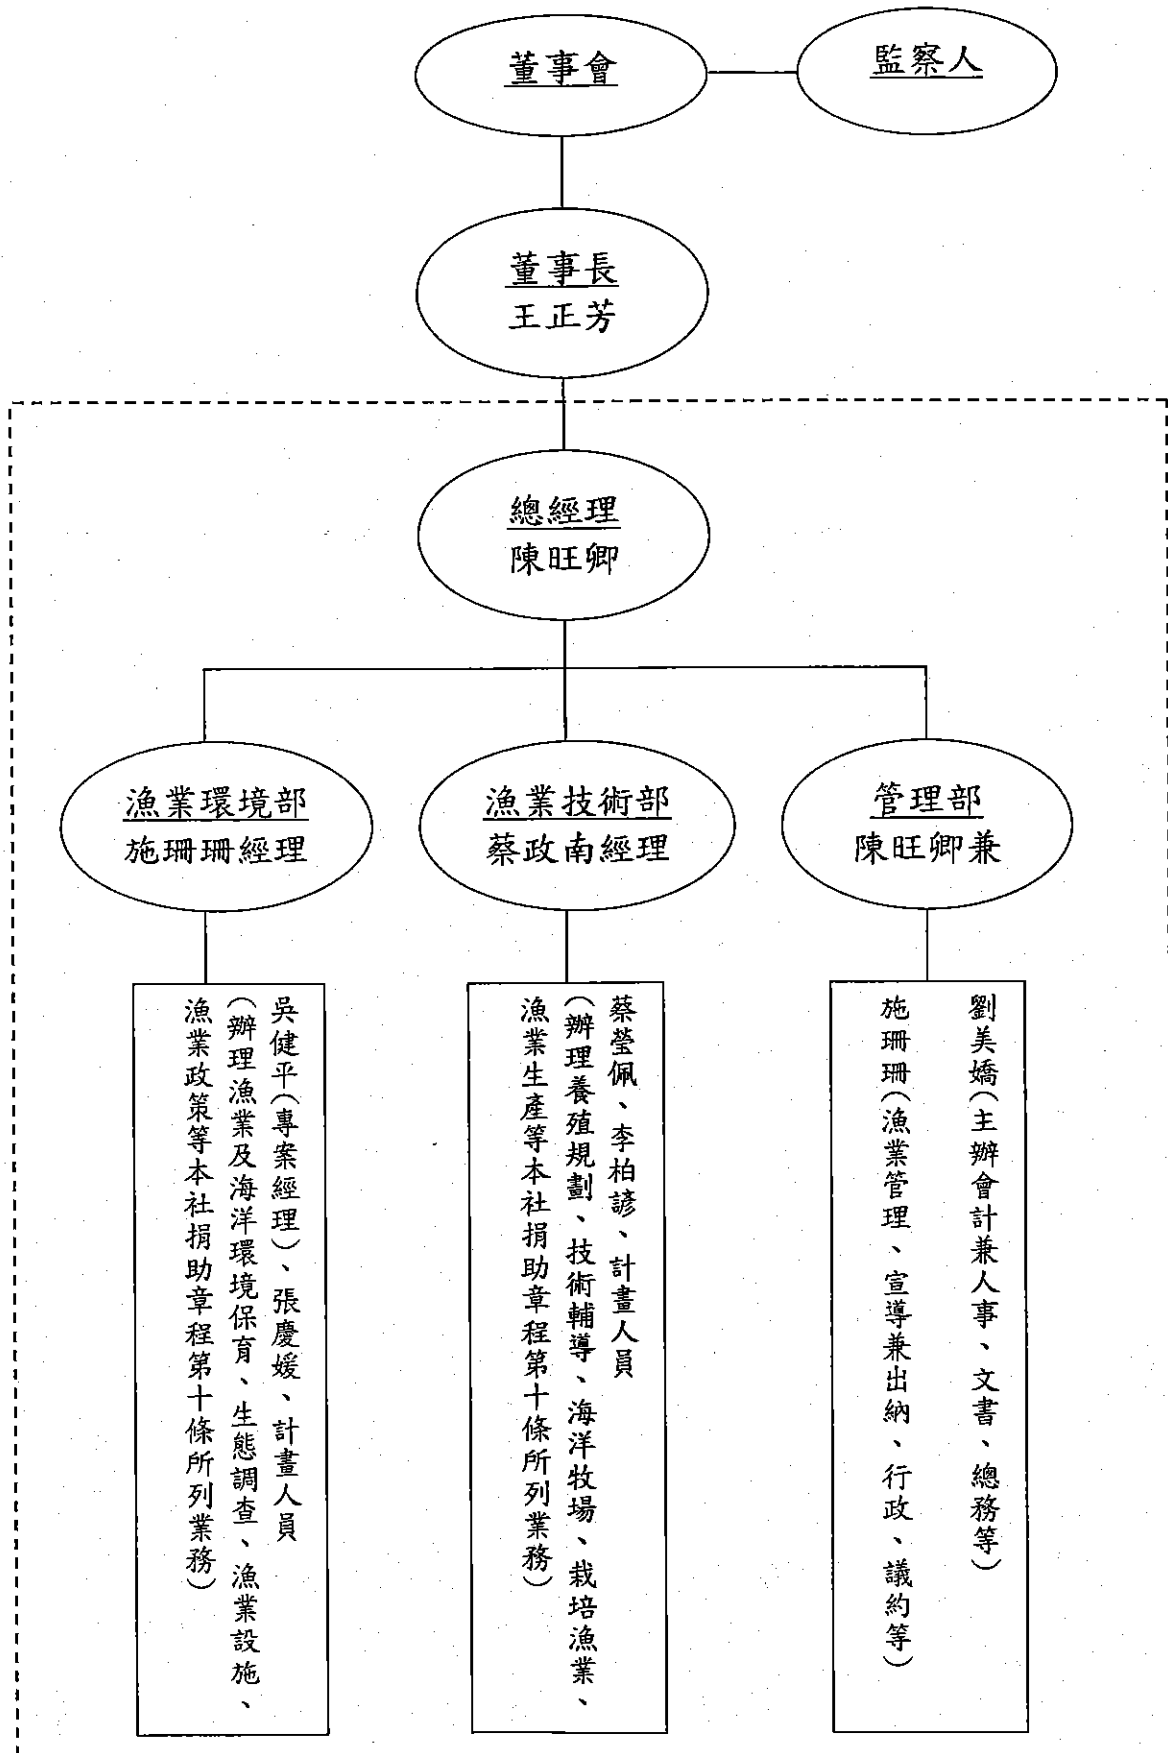 董事會
監察人
董事長
王正芳
總經理
陳旺卿
漁業環境部
施珊珊經理
漁業技術部
蔡政南經理
管理部
陳旺卿兼
吳健平(專案經理)、張慶媛、計畫人員
(辦理漁業及海洋環境保育、生態調查、漁業設施、
漁業政策等本社捐助章程第十條所列業務)
蔡瑩佩、李柏諺、計畫人員
(辦理養殖規劃、技術輔導、海洋牧場、栽培漁業、
漁業生產等本社捐助章程第十條所列業務)
劉美嬌(主辦會計兼人事、文書、總務等)
施珊珊(漁業管理、宣導兼出納、行政、議約等)